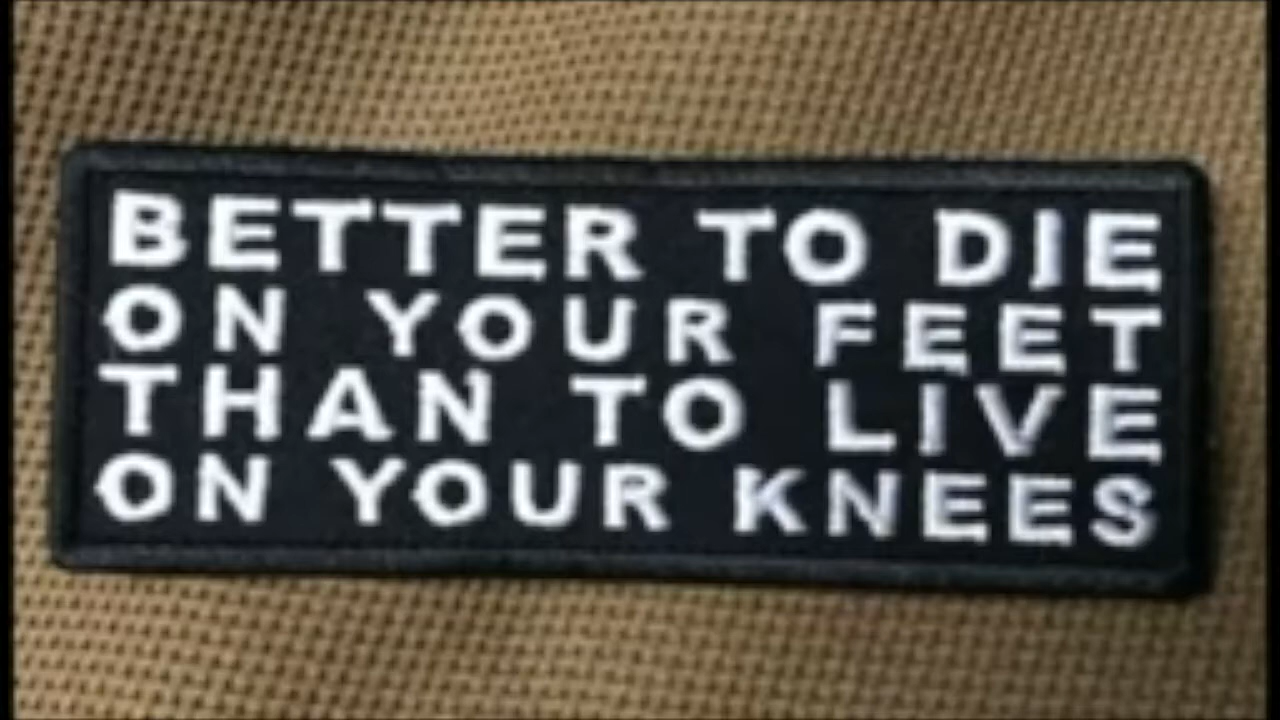 BETTER TO DIE
ON YOUR FEET
THAN TO LIVE
ON YOUR KNEES